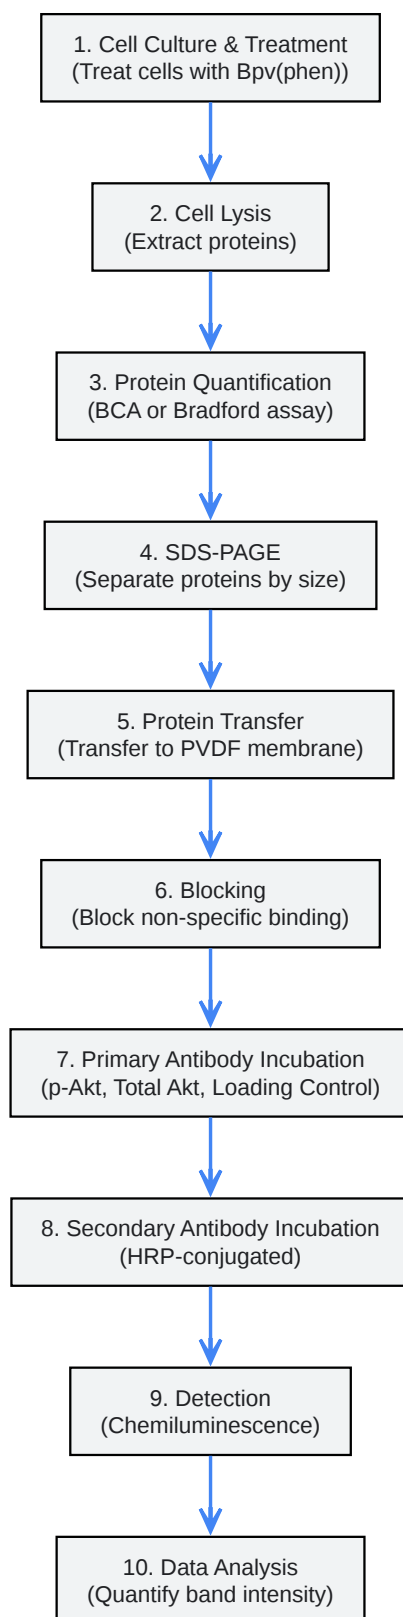 1. Cell Culture & Treatment
(Treat cells with Bpv(phen))
2. Cell Lysis
(Extract proteins)
3. Protein Quantification
(BCA or Bradford assay)
4. SDS-PAGE
(Separate proteins by size)
5. Protein Transfer
(Transfer to PVDF membrane)
6. Blocking
(Block non-specific binding)
7. Primary Antibody Incubation
(p-Akt, Total Akt, Loading Control)
8. Secondary Antibody Incubation
(HRP-conjugated)
9. Detection
(Chemiluminescence)
10. Data Analysis
(Quantify band intensity)